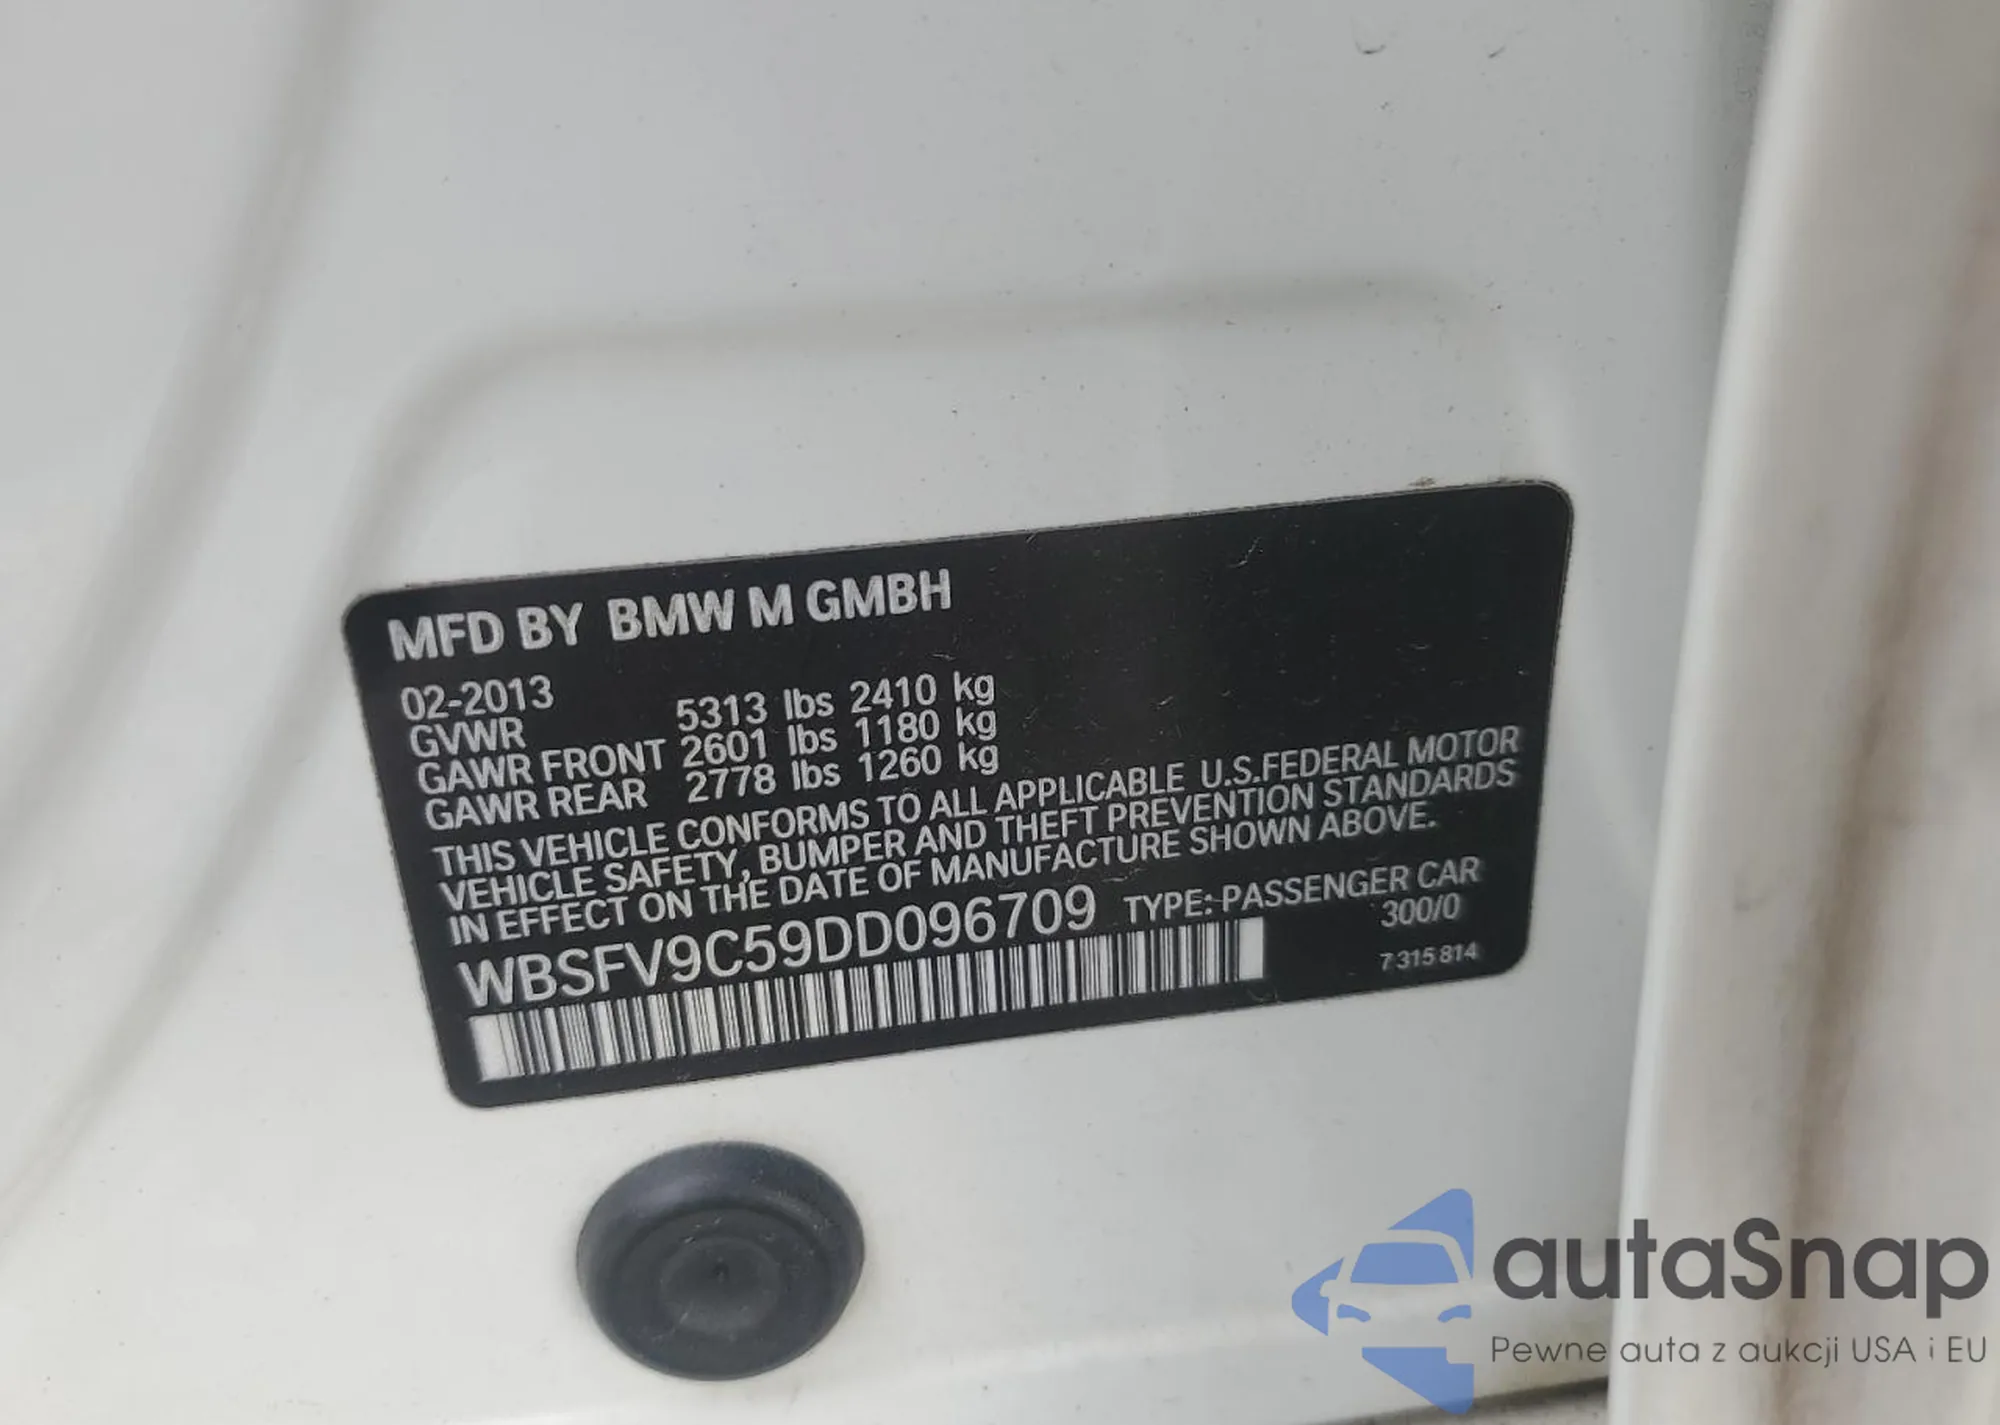 MFD BY BMW M GMBH
02-2013
GVWR 5313 lbs 2410 kg
GAWR FRONT 2601 lbs 1180 kg
GAWR REAR 2778 lbs 1260 kg
THIS VEHICLE CONFORMS TO ALL APPLICABLE U.S.FEDERAL MOTOR
VEHICLE SAFETY, BUMPER AND THEFT PREVENTION STANDARDS
IN EFFECT ON THE DATE OF MANUFACTURE SHOWN ABOVE.
WBSFV9C59DD096709 TYPE: PASSENGER CAR
300/0
7 315 814
autaSnap
Pewne auta z aukcji USA i EU